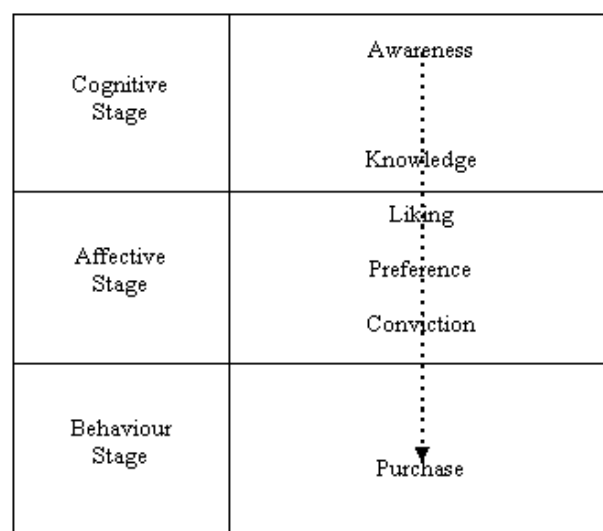 Cognitive
Stage
Awareness
Knowledge
Affective
Stage
Liking
Preference
Conviction
Behaviour
Stage
Purchase